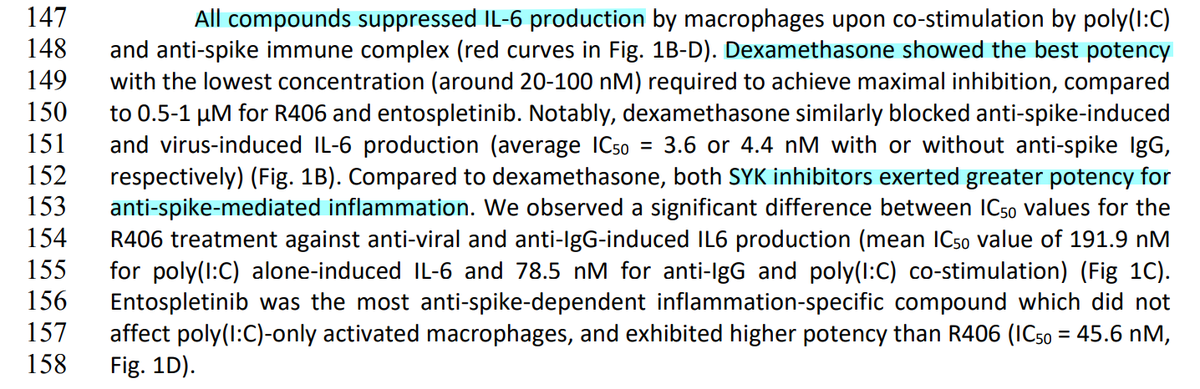 147 All compounds suppressed IL-6 production by macrophages upon co-stimulation by poly(I:C)
148 and anti-spike immune complex (red curves in Fig. 1B-D). Dexamethasone showed the best potency
149 with the lowest concentration (around 20-100 nM) required to achieve maximal inhibition, compared
150 to 0.5-1 μM for R406 and entospletinib. Notably, dexamethasone similarly blocked anti-spike-induced
151 and virus-induced IL-6 production (average IC50 = 3.6 or 4.4 nM with or without anti-spike IgG,
152 respectively) (Fig. 1B). Compared to dexamethasone, both SYK inhibitors exerted greater potency for
153 anti-spike-mediated inflammation. We observed a significant difference between IC50 values for the
154 R406 treatment against anti-viral and anti-IgG-induced IL6 production (mean IC50 value of 191.9 nM
155 for poly(I:C) alone-induced IL-6 and 78.5 nM for anti-IgG and poly(I:C) co-stimulation) (Fig 1C).
156 Entospletinib was the most anti-spike-dependent inflammation-specific compound which did not
157 affect poly(I:C)-only activated macrophages, and exhibited higher potency than R406 (IC50 = 45.6 nM,
158 Fig. 1D).